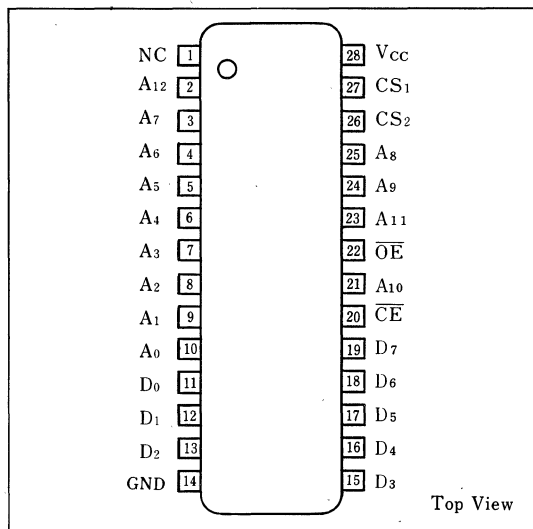 NC 1 28 VCC
A12 2 27 CS1
A7 3 26 CS2
A6 4 25 A8
A5 5 24 A9
A4 6 23 A11
A3 7 22 O̅E̅
A2 8 21 A10
A1 9 20 C̅E̅
A0 10 19 D7
D0 11 18 D6
D1 12 17 D5
D2 13 16 D4
GND 14 15 D3
Top View